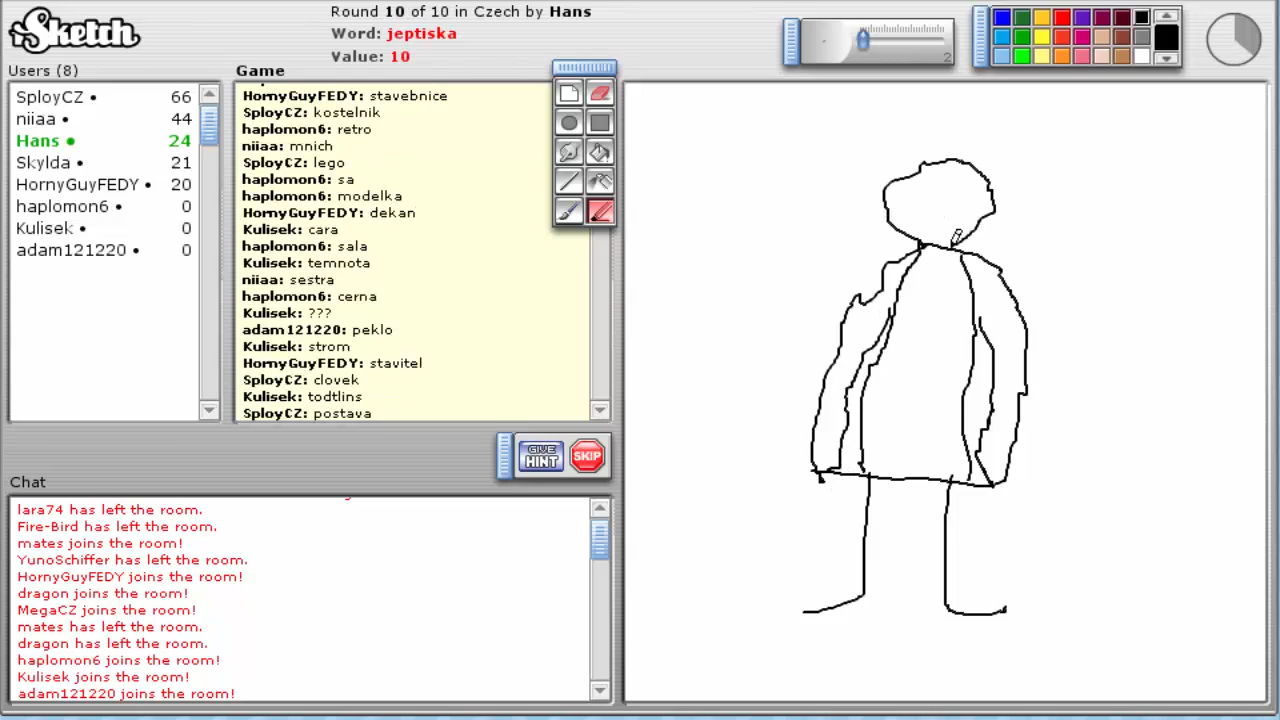 iSketch
Round 10 of 10 in Czech by Hans
Word: jeptiska
Value: 10
2
Users (8)
SployCZ • 66
niiaa • 44
Hans • 24
Skylda • 21
HornyGuyFEDY • 20
haplomon6 • 0
Kulisek • 0
adam121220 • 0
Game
HornyGuyFEDY: stavebnice
SployCZ: kostelnik
haplomon6: retro
niiaa: mnich
SployCZ: lego
haplomon6: sa
haplomon6: modelka
HornyGuyFEDY: dekan
Kulisek: cara
haplomon6: sala
Kulisek: temnota
niiaa: sestra
haplomon6: cerna
Kulisek: ???
adam121220: peklo
Kulisek: strom
HornyGuyFEDY: stavitel
SployCZ: clovek
Kulisek: todtlins
SployCZ: postava
GIVE HINT
SKIP
Chat
lara74 has left the room.
Fire-Bird has left the room.
mates joins the room!
YunoSchiffer has left the room.
HornyGuyFEDY joins the room!
dragon joins the room!
MegaCZ joins the room!
mates has left the room.
dragon has left the room.
haplomon6 joins the room!
Kulisek joins the room!
adam121220 joins the room!